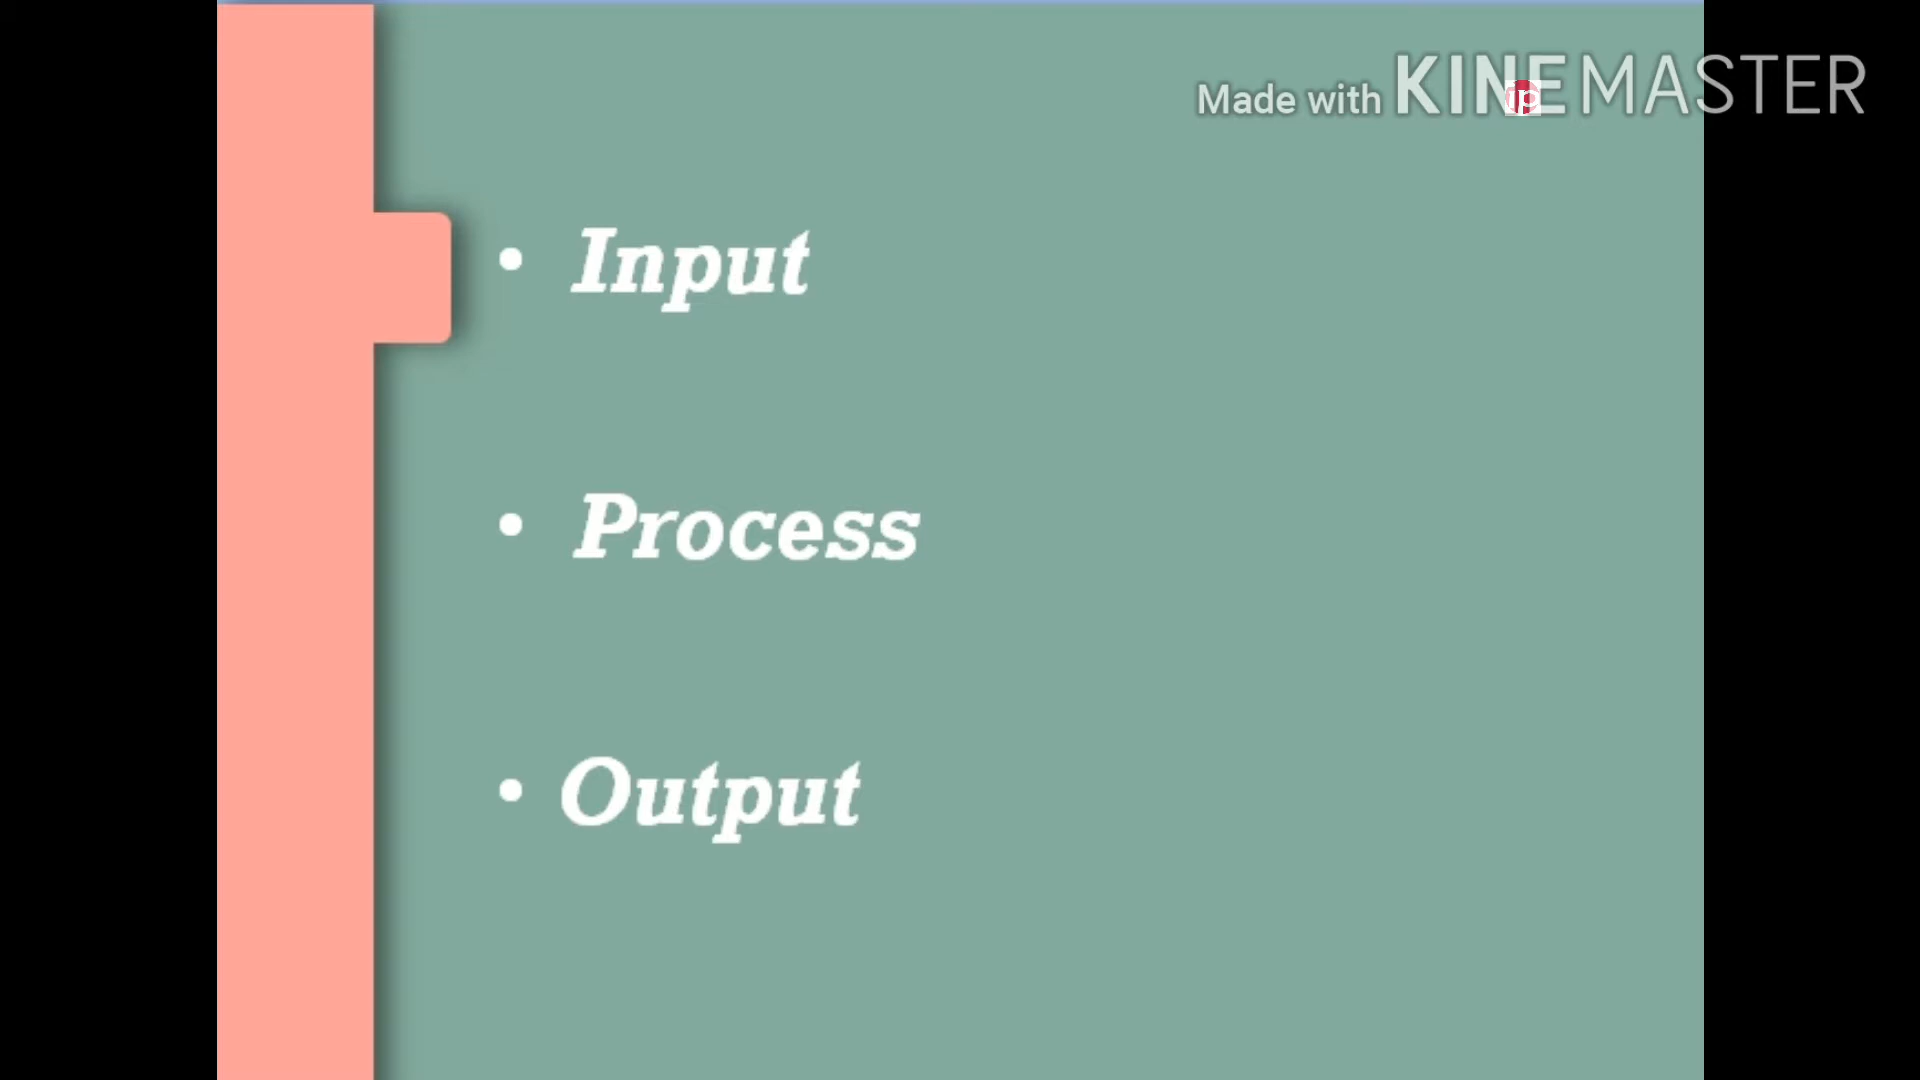 Made with KINEMASTER
• Input
• Process
• Output